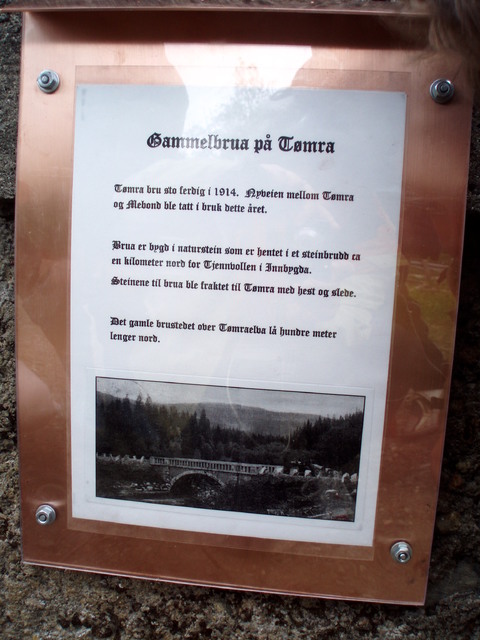 Gammelbrua på Tømra
Tømra bru sto ferdig i 1914. Nyveien mellom Tømra
og Mebond ble tatt i bruk dette året.
Brua er bygd i naturstein som er hentet i et steinbrudd ca
en kilometer nord for Tjennvollen i Innbygda.
Steinene til brua ble fraktet til Tømra med hest og slede.
Det gamle brustedet over Tømraelva lå hundre meter
lenger nord.